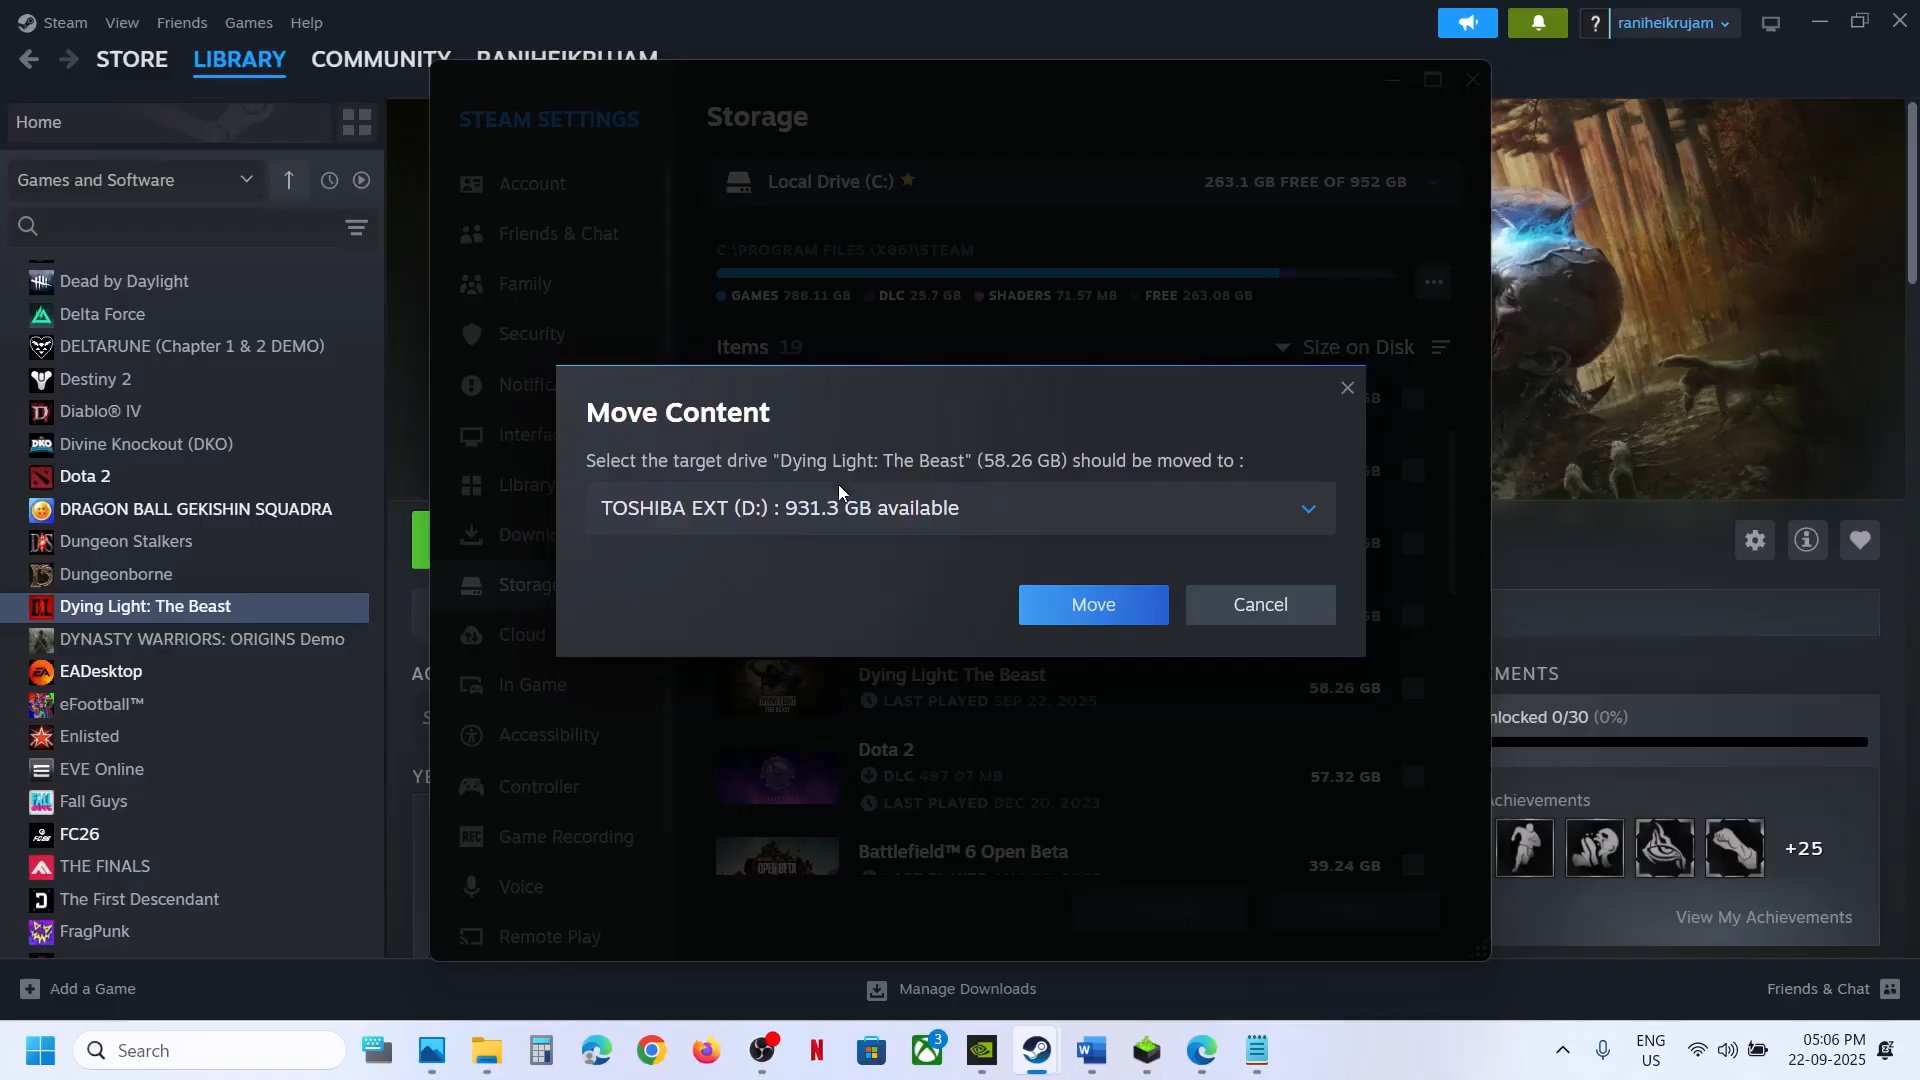 Steam View Friends Games Help
raniheikrujam
STORE LIBRARY COMMUNITY RANIHEIKRUJAM
Home
Games and Software
Dead by Daylight
Delta Force
DELTARUNE (Chapter 1 & 2 DEMO)
Destiny 2
Diablo® IV
Divine Knockout (DKO)
Dota 2
DRAGON BALL GEKISHIN SQUADRA
Dungeon Stalkers
Dungeonborne
Dying Light: The Beast
DYNASTY WARRIORS: ORIGINS Demo
EADesktop
eFootball™
Enlisted
EVE Online
Fall Guys
FC26
THE FINALS
The First Descendant
FragPunk
STEAM SETTINGS
Account
Friends & Chat
Family
Security
Storage
Cloud
In Game
Accessibility
Controller
Game Recording
Voice
Remote Play
Storage
Local Drive (C:)
263.1 GB FREE OF 952 GB
C:\PROGRAM FILES (X86)\STEAM
GAMES 788.11 GB DLC 25.7 GB SHADERS 71.57 MB FREE 263.08 GB
Items 19
Size on Disk
Move Content
Select the target drive "Dying Light: The Beast" (58.26 GB) should be moved to :
TOSHIBA EXT (D:) : 931.3 GB available
Move
Cancel
Dying Light: The Beast
LAST PLAYED SEP 22, 2025
58.26 GB
Dota 2
DLC 497.07 MB
LAST PLAYED DEC 20, 2023
57.32 GB
Battlefield™ 6 Open Beta
39.24 GB
nlocked 0/30 (0%)
Achievements
+25
View My Achievements
Add a Game
Manage Downloads
Friends & Chat
Search
3
ENG
US
05:06 PM
22-09-2025